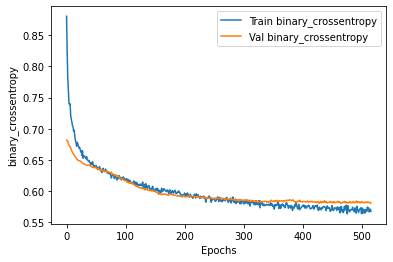 Train binary_crossentropy
Val binary_crossentropy
binary_crossentropy
0.85
0.80
0.75
0.70
0.65
0.60
0.55
0 100 200 300 400 500
Epochs